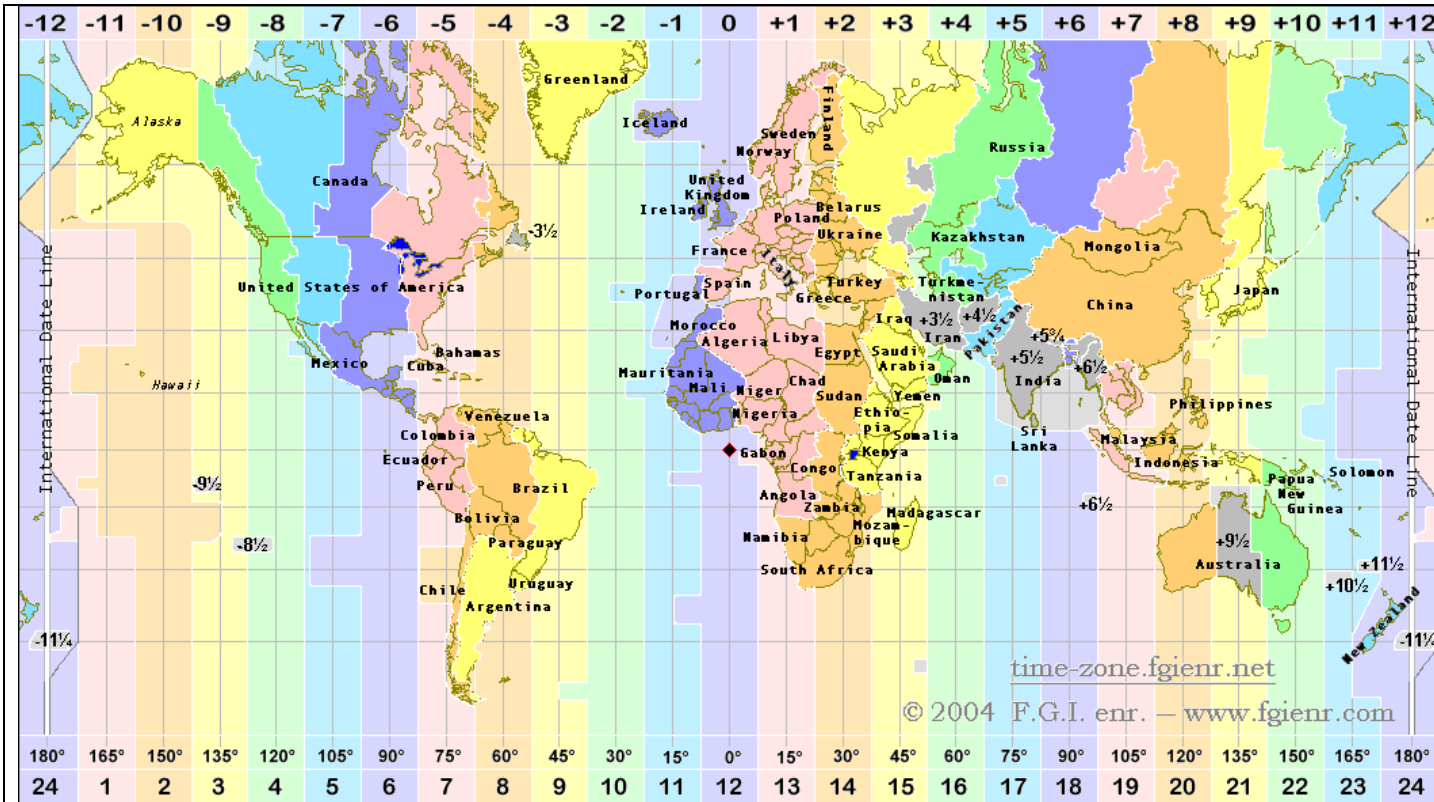 -12 -11 -10 -9 -8 -7 -6 -5 -4 -3 -2 -1 0 +1 +2 +3 +4 +5 +6 +7 +8 +9 +10 +11 +12
Greenland
Alaska
Iceland
Finland
Sweden
Norway
Russia
Canada
United
Kingdom
Ireland
Belarus
Poland
Ukraine
-3½
Kazakhstan
Mongolia
France
Italy
International Date Line
International Date Line
United States of America
Portugal
Spain
Greece
Turkey
Turkme-
nistan
China
Japan
Morocco
Algeria
Libya
Egypt
Iraq
+3½
Iran
+4½
Pakistan
+5¾
+5½
India
+6½
Mexico
Bahamas
Cuba
Hawaii
Mauritania
Mali
Niger
Chad
Sudan
Saudi
Arabia
Oman
Yemen
Nigeria
Ethio-
pia
Somalia
Philippines
Venezuela
Colombia
Ecuador
Gabon
Congo
Kenya
Tanzania
Sri
Lanka
Malaysia
Indonesia
Papua
New
Guinea
Solomon
Peru
Brazil
-9½
Angola
Zambia
Madagascar
Mozam-
bique
+6½
Bolivia
Paraguay
-8½
Namibia
South Africa
+9½
Australia
+11½
+10½
Chile
Uruguay
Argentina
New Zealand
-11¼
-11¼
time-zone.fgienr.net
© 2004 F.G.I. enr. – www.fgienr.com
180° 165° 150° 135° 120° 105° 90° 75° 60° 45° 30° 15° 0° 15° 30° 45° 60° 75° 90° 105° 120° 135° 150° 165° 180°
24 1 2 3 4 5 6 7 8 9 10 11 12 13 14 15 16 17 18 19 20 21 22 23 24